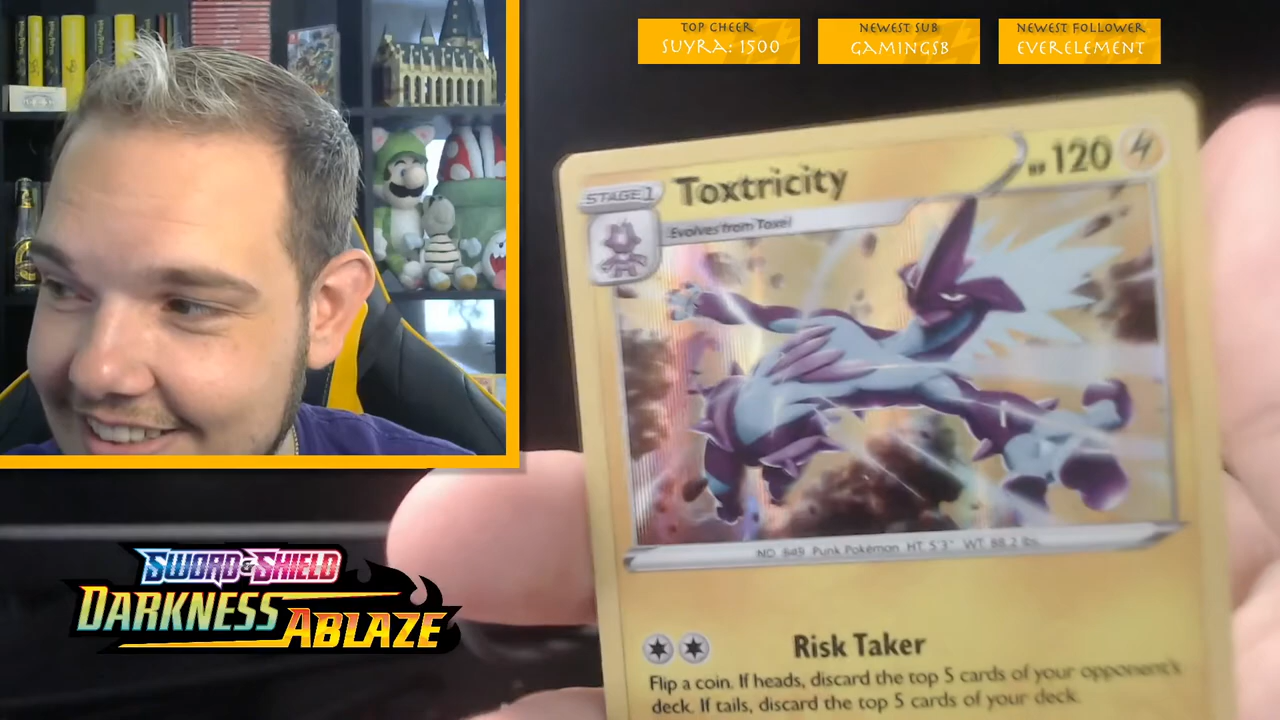 TOP CHEER
SUYRA: 1500
NEWEST SUB
GAMINGSB
NEWEST FOLLOWER
EVERELEMENT
STAGE 1
Toxtricity
HP 120
Evolves from Toxel
NO. 849 Punk Pokémon HT 5'3" WT 88.2 lbs.
Risk Taker
Flip a coin. If heads, discard the top 5 cards of your opponent's
deck. If tails, discard the top 5 cards of your deck.
SWORD & SHIELD
DARKNESS
ABLAZE